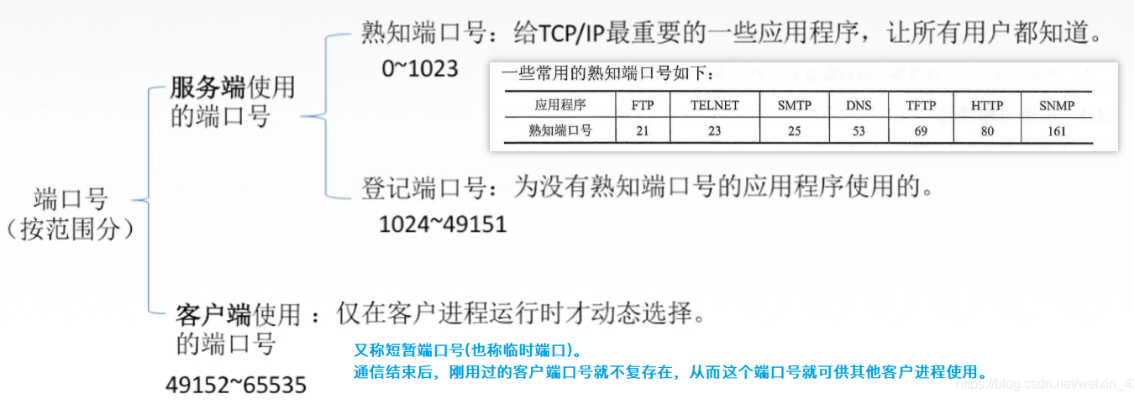 熟知端口号：给TCP/IP最重要的一些应用程序，让所有用户都知道。
0~1023
一些常用的熟知端口号如下：
应用程序 FTP TELNET SMTP DNS TFTP HTTP SNMP
熟知端口号 21 23 25 53 69 80 161
服务端使用
的端口号
登记端口号：为没有熟知端口号的应用程序使用的。
1024~49151
端口号
（按范围分）
客户端使用
的端口号
：仅在客户进程运行时才动态选择。
49152~65535
又称短暂端口号(也称临时端口)。
通信结束后，刚用过的客户端口号就不复存在，从而这个端口号就可供其他客户进程使用。
https://blog.csdn.net/weixin_4